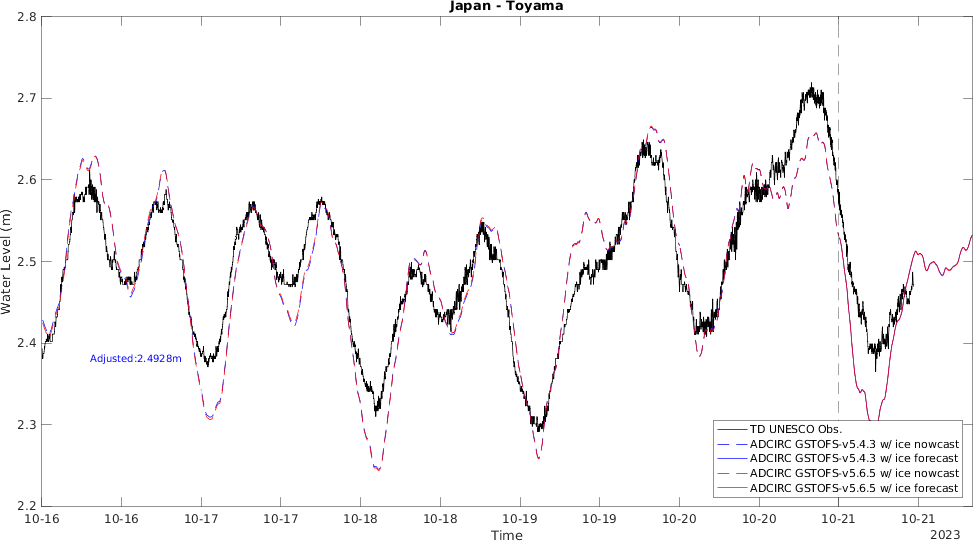 Japan - Toyama
Water Level (m)
2.8
2.7
2.6
2.5
2.4
2.3
2.2
Adjusted:2.4928m
TD UNESCO Obs.
ADCIRC GSTOFS-v5.4.3 w/ ice nowcast
ADCIRC GSTOFS-v5.4.3 w/ ice forecast
ADCIRC GSTOFS-v5.6.5 w/ ice nowcast
ADCIRC GSTOFS-v5.6.5 w/ ice forecast
10-16 10-16 10-17 10-17 10-18 10-18 10-19 10-19 10-20 10-20 10-21 10-21
Time
2023